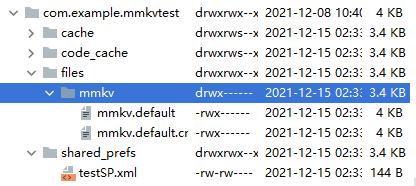 com.example.mmkvtest drwxrwx--x 2021-12-08 10:40 4 KB
cache drwxrws--x 2021-12-15 02:33 3.4 KB
code_cache drwxrws--x 2021-12-15 02:33 3.4 KB
files drwxrwx--x 2021-12-15 02:33 3.4 KB
mmkv drwx------ 2021-12-15 02:33 3.4 KB
mmkv.default -rwx------ 2021-12-15 02:33 4 KB
mmkv.default.cr -rwx------ 2021-12-15 02:33 4 KB
shared_prefs drwxrwx--x 2021-12-15 02:33 3.4 KB
testSP.xml -rw-rw---- 2021-12-15 02:33 144 B